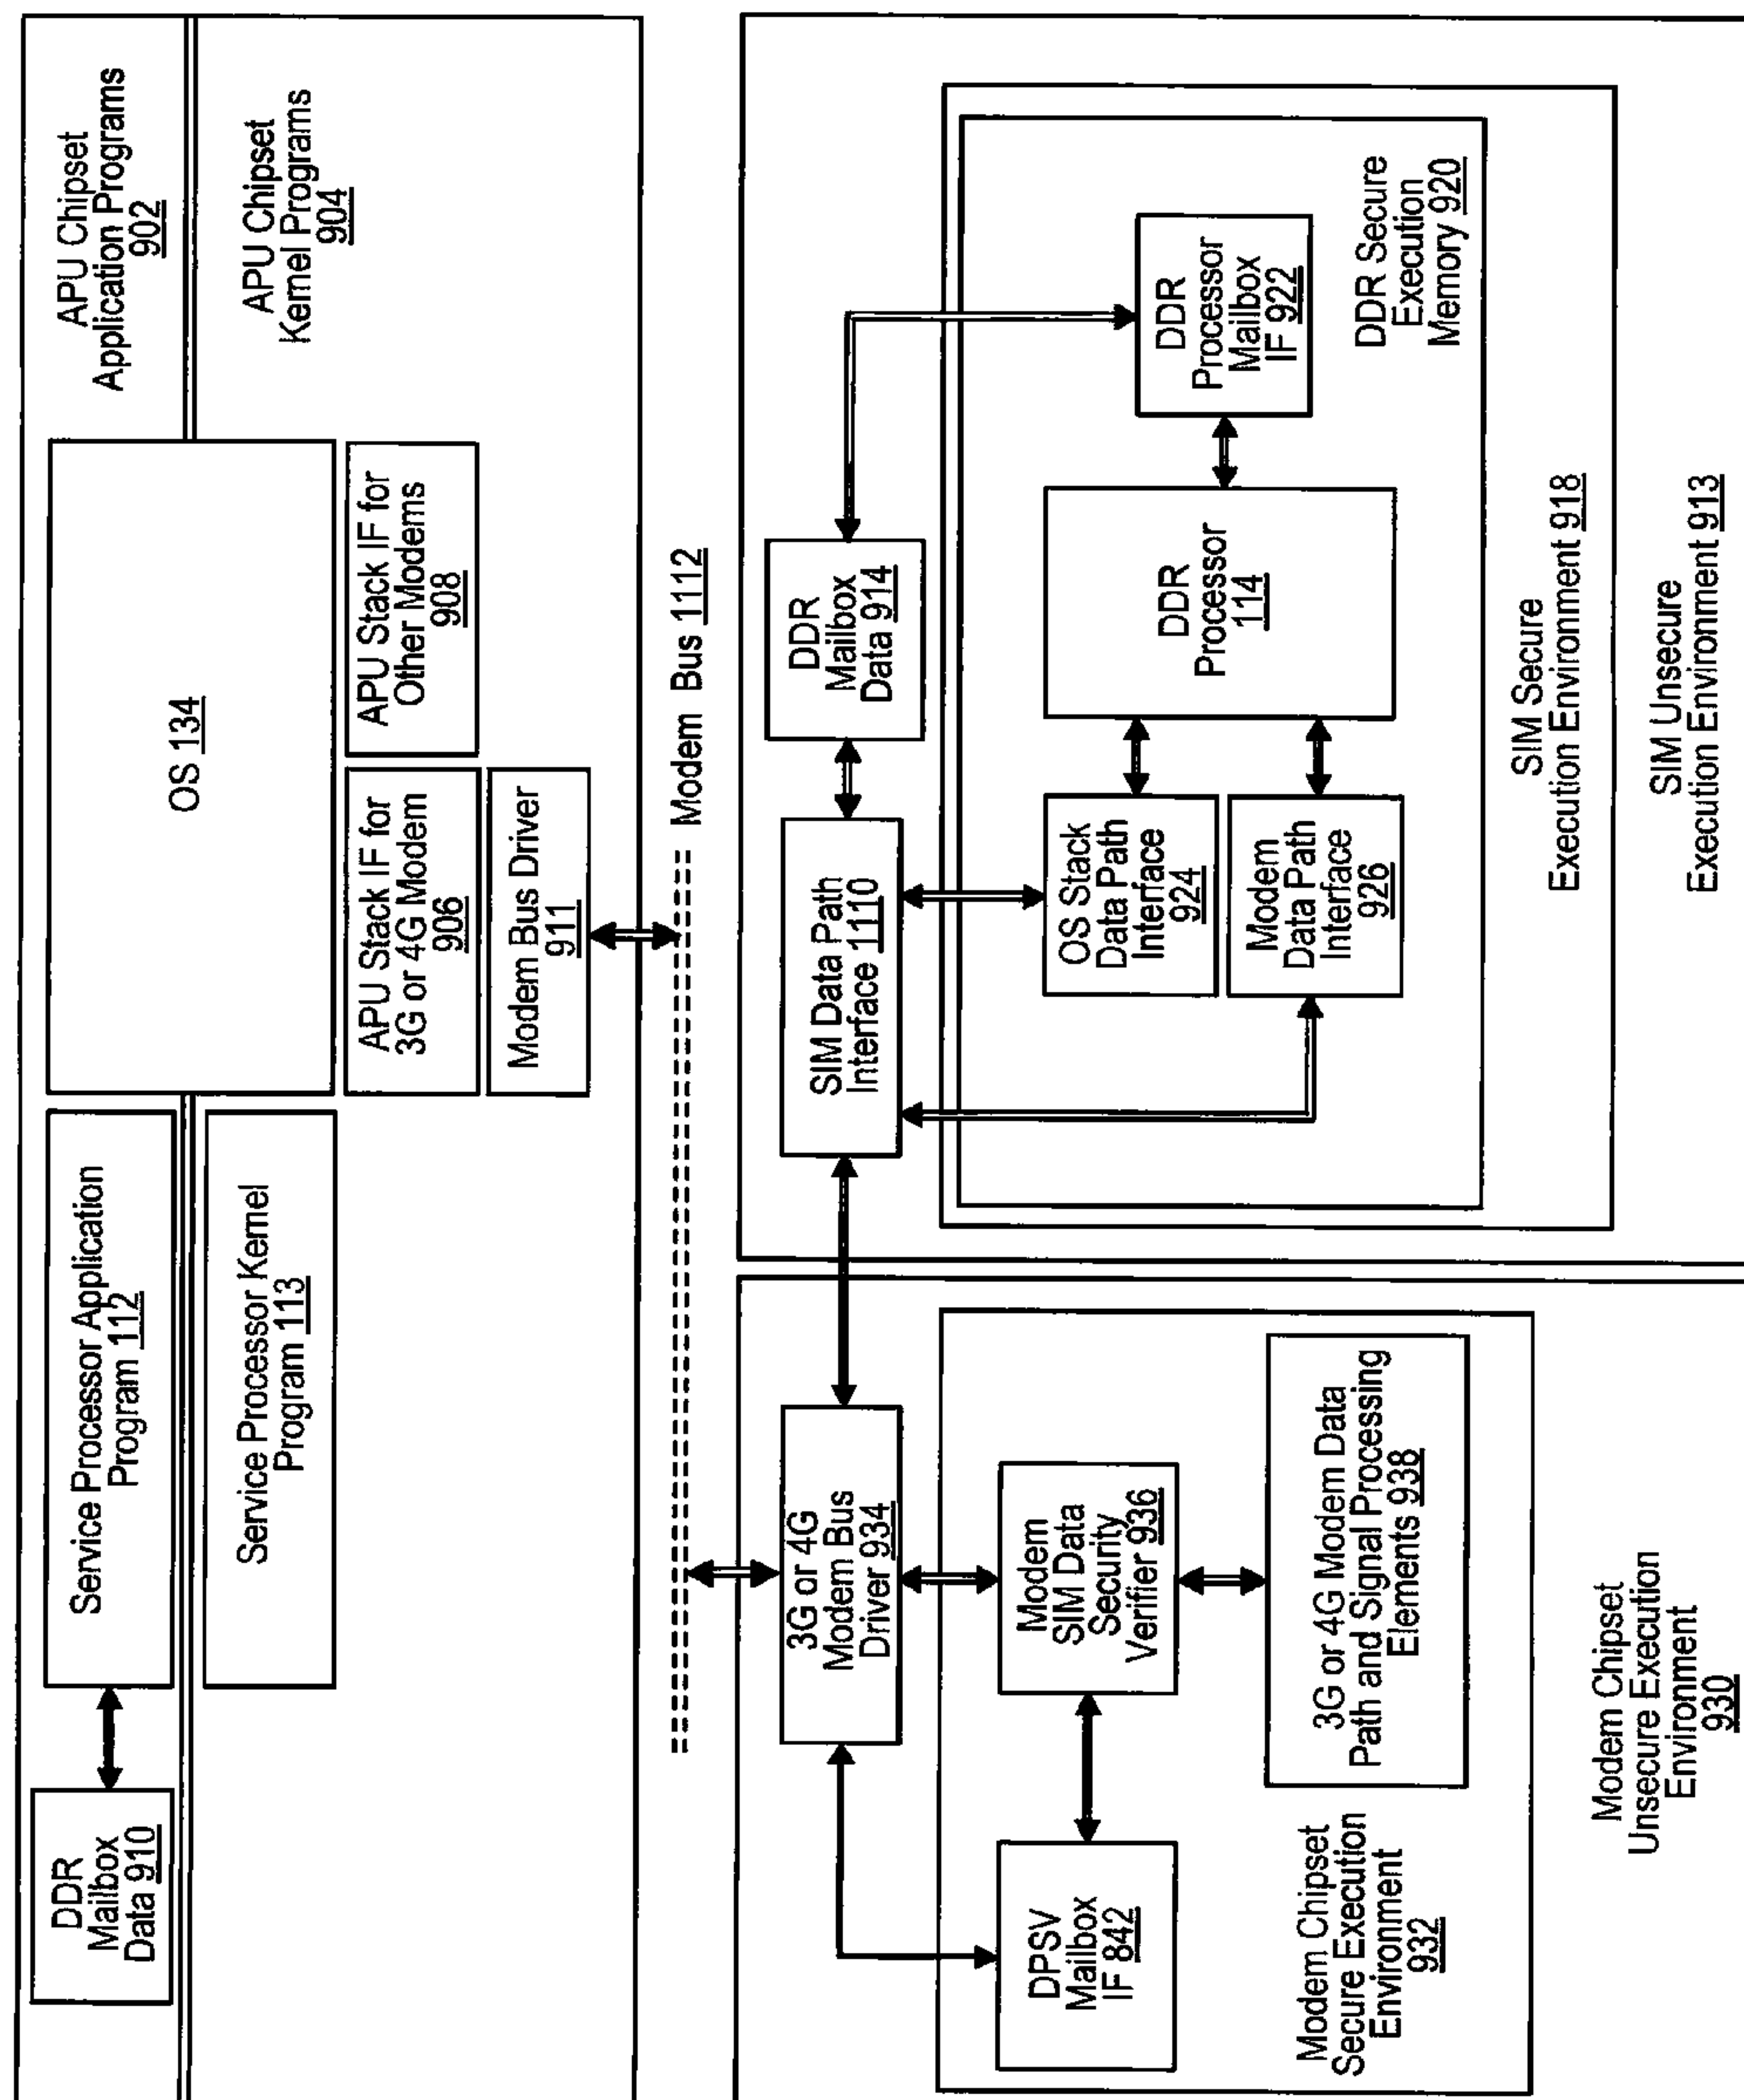 DDR
Mailbox
Data 910
Service Processor Application
Program 112
Service Processor Kernel
Program 113
OS 134
APU Stack IF for
3G or 4G Modem
906
APU Stack IF for
Other Modems
908
Modem Bus Driver
911
APU Chipset
Application Programs
902
APU Chipset
Kernel Programs
904
Modem Bus 1112
3G or 4G
Modem Bus
Driver 934
DPSV
Mailbox
IF 842
Modem
SIM Data
Security
Verifier 936
3G or 4G Modem Data
Path and Signal Processing
Elements 938
Modem Chipset
Secure Execution
Environment
932
Modem Chipset
Unsecure Execution
Environment
930
SIM Data Path
Interface 1110
DDR
Mailbox
Data 914
OS Stack
Data Path
Interface
924
Modem
Data Path
Interface
926
DDR
Processor
114
DDR
Processor
Mailbox
IF 922
DDR Secure
Execution
Memory 920
SIM Secure
Execution Environment 918
SIM Unsecure
Execution Environment 913